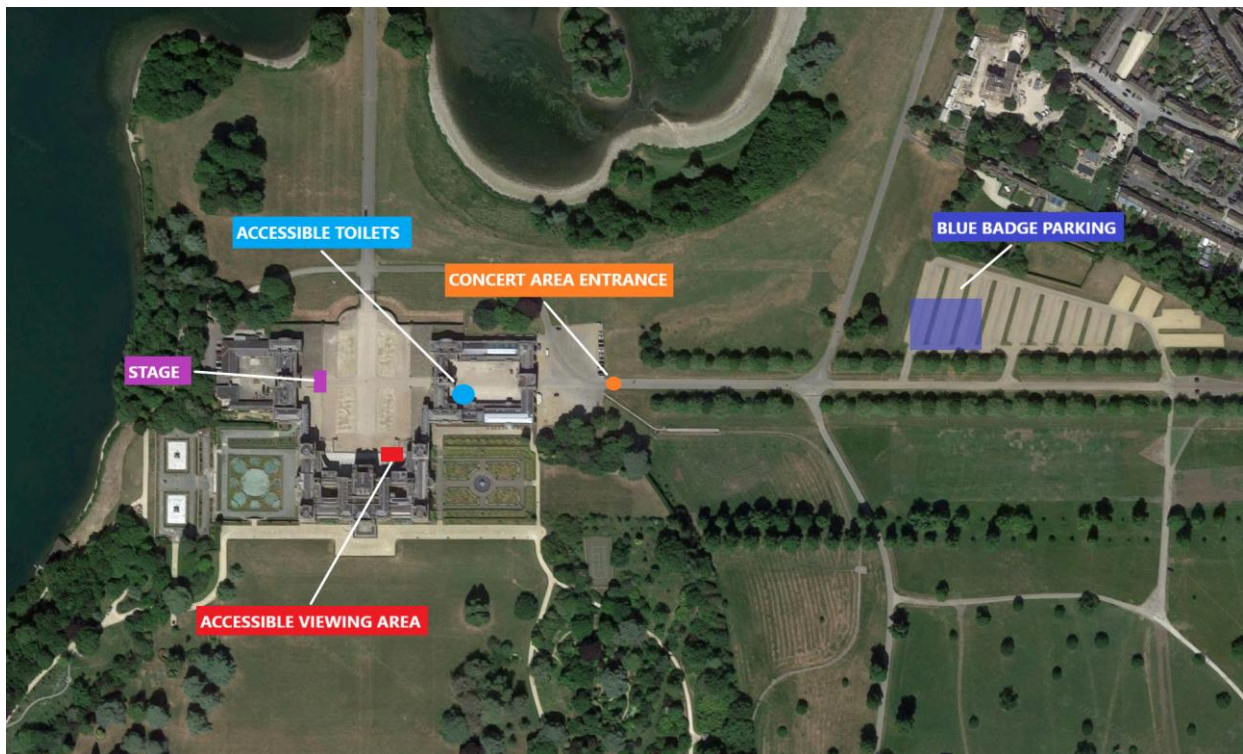 ACCESSIBLE TOILETS
BLUE BADGE PARKING
CONCERT AREA ENTRANCE
STAGE
ACCESSIBLE VIEWING AREA